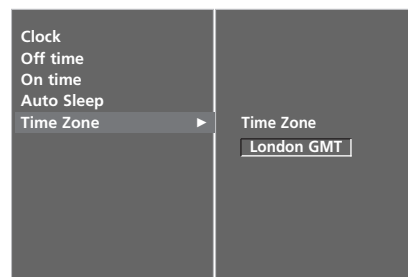 Clock
Off time
On time
Auto Sleep
Time Zone ►
Time Zone
London GMT